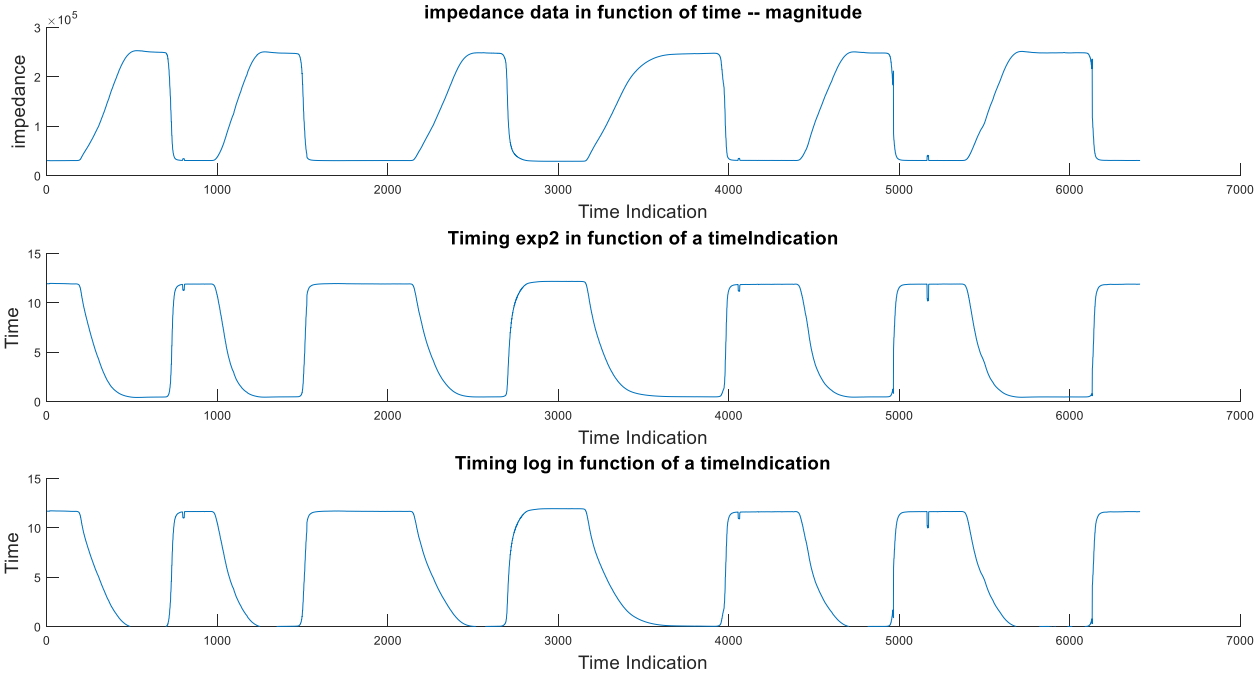 impedance data in function of time -- magnitude
×10^5
3
2
1
0
impedance
0 1000 2000 3000 4000 5000 6000 7000
Time Indication
Timing exp2 in function of a timeIndication
15
10
5
0
Time
0 1000 2000 3000 4000 5000 6000 7000
Time Indication
Timing log in function of a timeIndication
15
10
5
0
Time
0 1000 2000 3000 4000 5000 6000 7000
Time Indication